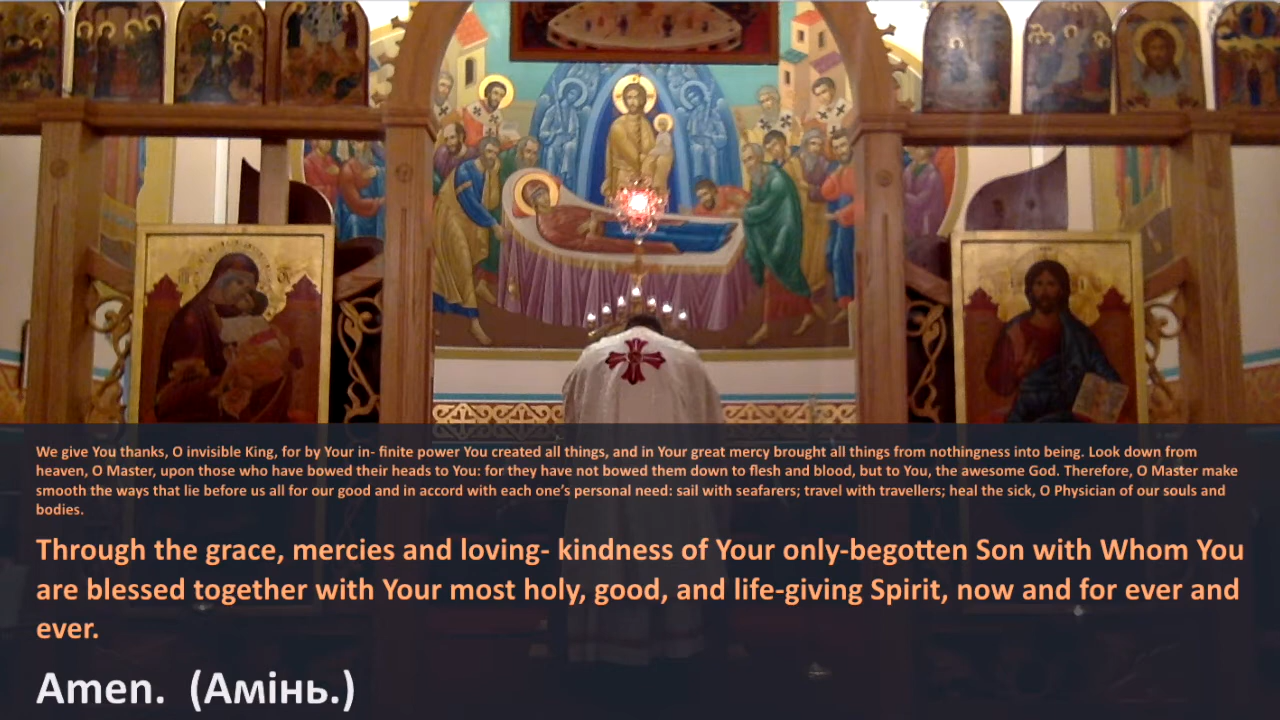 We give You thanks, O invisible King, for by Your in- finite power You created all things, and in Your great mercy brought all things from nothingness into being. Look down from
heaven, O Master, upon those who have bowed their heads to You: for they have not bowed them down to flesh and blood, but to You, the awesome God. Therefore, O Master make
smooth the ways that lie before us all for our good and in accord with each one’s personal need: sail with seafarers; travel with travellers; heal the sick, O Physician of our souls and
bodies.
Through the grace, mercies and loving- kindness of Your only-begotten Son with Whom You
are blessed together with Your most holy, good, and life-giving Spirit, now and for ever and
ever.
Amen. (Амінь.)